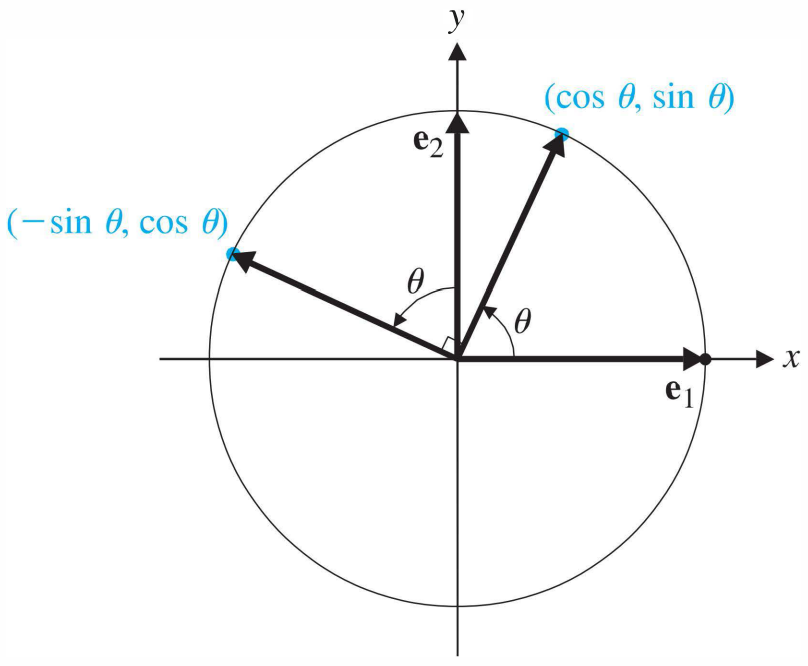 y
(cos θ, sin θ)
e₂
(−sin θ, cos θ)
θ
θ
x
e₁